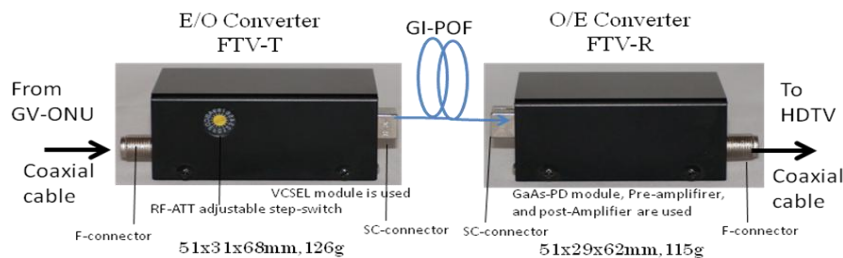 E/O Converter
FTV-T
GI-POF
O/E Converter
FTV-R
From
GV-ONU
Coaxial
cable
To
HDTV
Coaxial
cable
VCSEL module is used
RF-ATT adjustable step-switch
F-connector
SC-connector
51x31x68mm, 126g
GaAs-PD module, Pre-amplifirer,
and post-Amplifier are used
SC-connector
F-connector
51x29x62mm, 115g